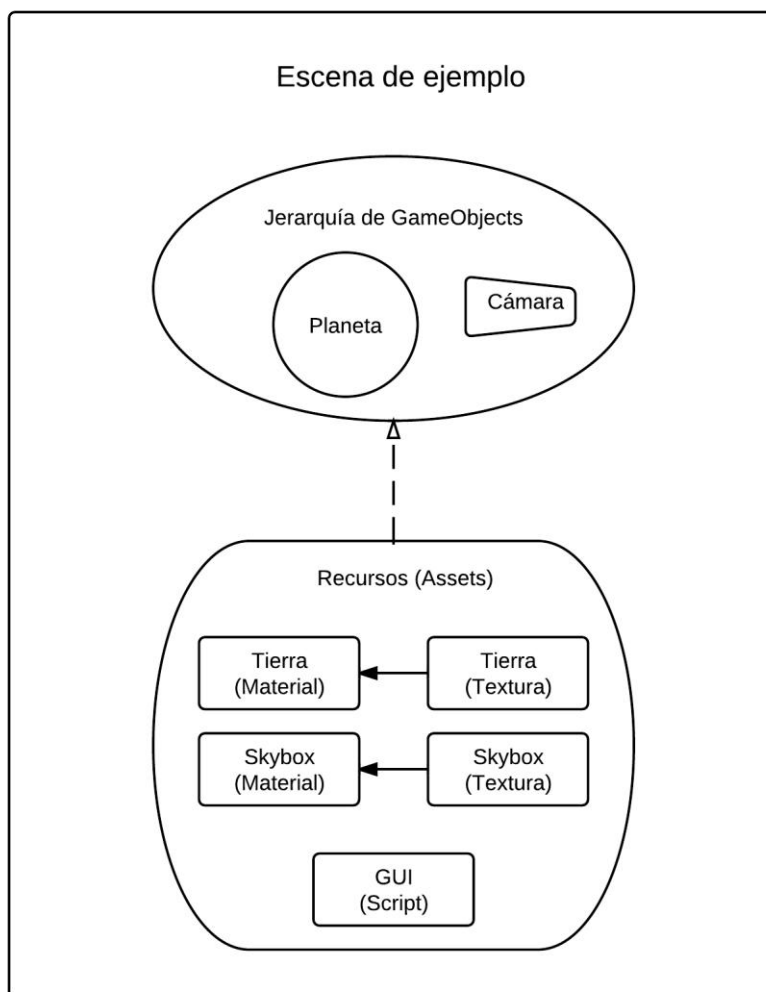 Escena de ejemplo
Jerarquía de GameObjects
Planeta
Cámara
Recursos (Assets)
Tierra
(Material)
Tierra
(Textura)
Skybox
(Material)
Skybox
(Textura)
GUI
(Script)